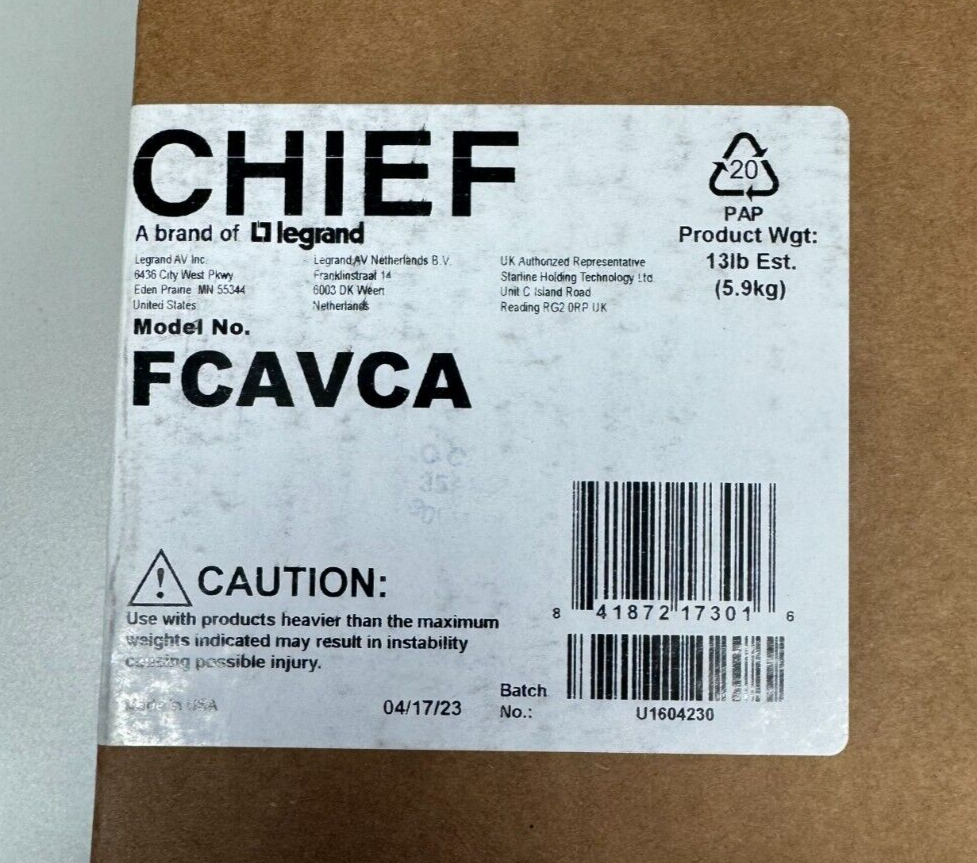 CHIEF
A brand of legrand
Legrand AV Inc.
6436 City West Pkwy
Eden Prairie MN 55344
United States
Legrand AV Netherlands B.V.
Franklinstraat 14
6003 DK Weert
Netherlands
UK Authorized Representative
Starline Holding Technology Ltd.
Unit C Island Road
Reading RG2 0RP UK
20
PAP
Product Wgt:
13lb Est.
(5.9kg)
Model No.
FCAVCA
CAUTION:
Use with products heavier than the maximum
weights indicated may result in instability
causing possible injury.
Made in USA
04/17/23
8 41872 17301 6
Batch
No.:
U1604230